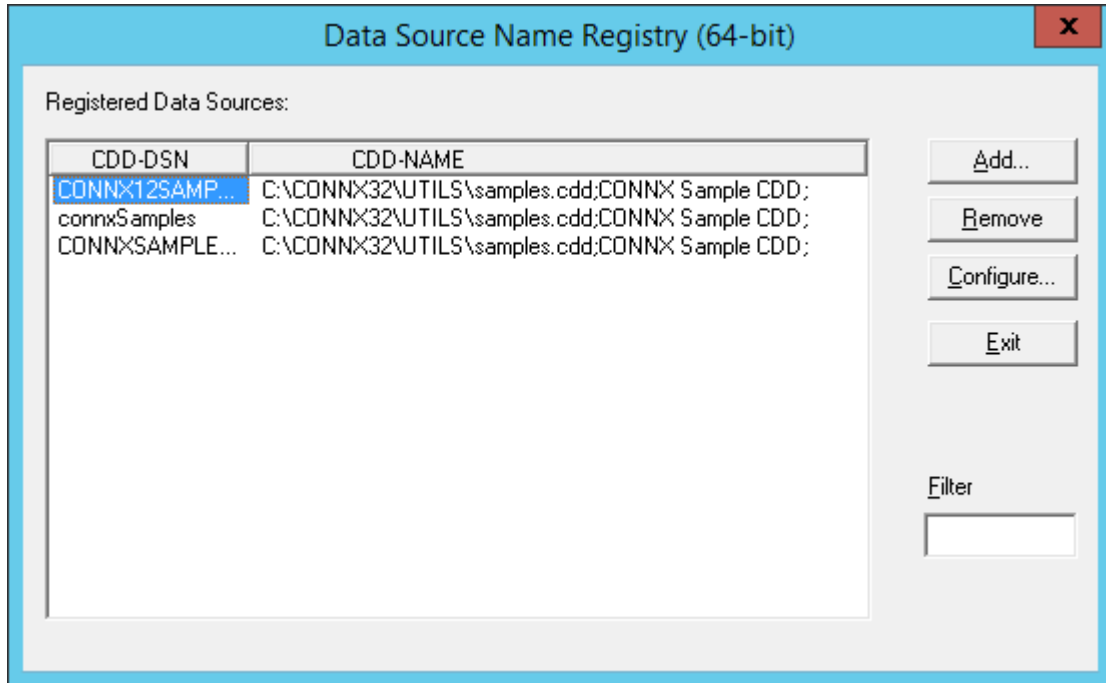 Data Source Name Registry (64-bit)
x
Registered Data Sources:
CDD-DSN CDD-NAME
CONNX12SAMP... C:\CONNX32\UTILS\samples.cdd;CONNX Sample CDD;
connxSamples C:\CONNX32\UTILS\samples.cdd;CONNX Sample CDD;
CONNXSAMPLE... C:\CONNX32\UTILS\samples.cdd;CONNX Sample CDD;
Add...
Remove
Configure...
Exit
Filter